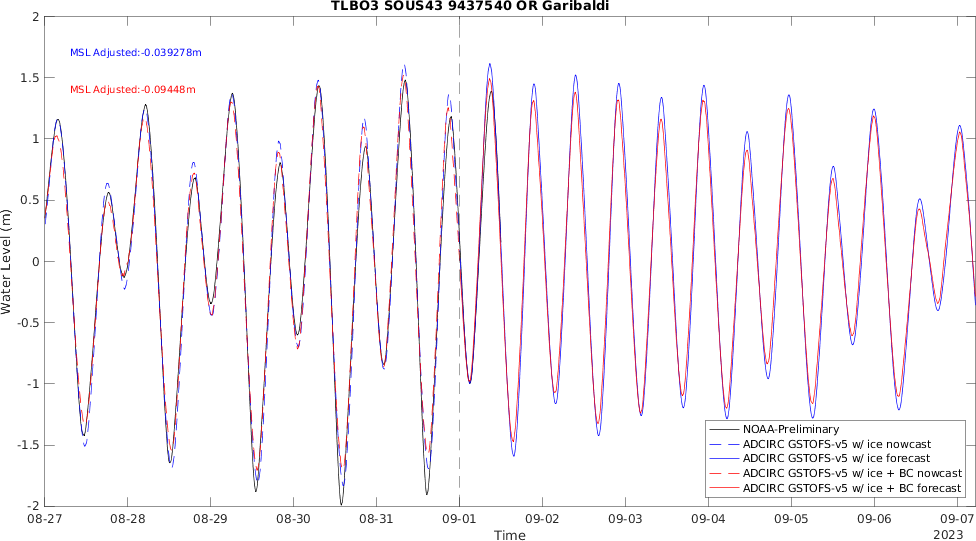 TLBO3 SOUS43 9437540 OR Garibaldi
MSL Adjusted:-0.039278m
MSL Adjusted:-0.09448m
Water Level (m)
2
1.5
1
0.5
0
-0.5
-1
-1.5
-2
NOAA-Preliminary
ADCIRC GSTOFS-v5 w/ ice nowcast
ADCIRC GSTOFS-v5 w/ ice forecast
ADCIRC GSTOFS-v5 w/ ice + BC nowcast
ADCIRC GSTOFS-v5 w/ ice + BC forecast
08-27 08-28 08-29 08-30 08-31 09-01 09-02 09-03 09-04 09-05 09-06 09-07
Time
2023